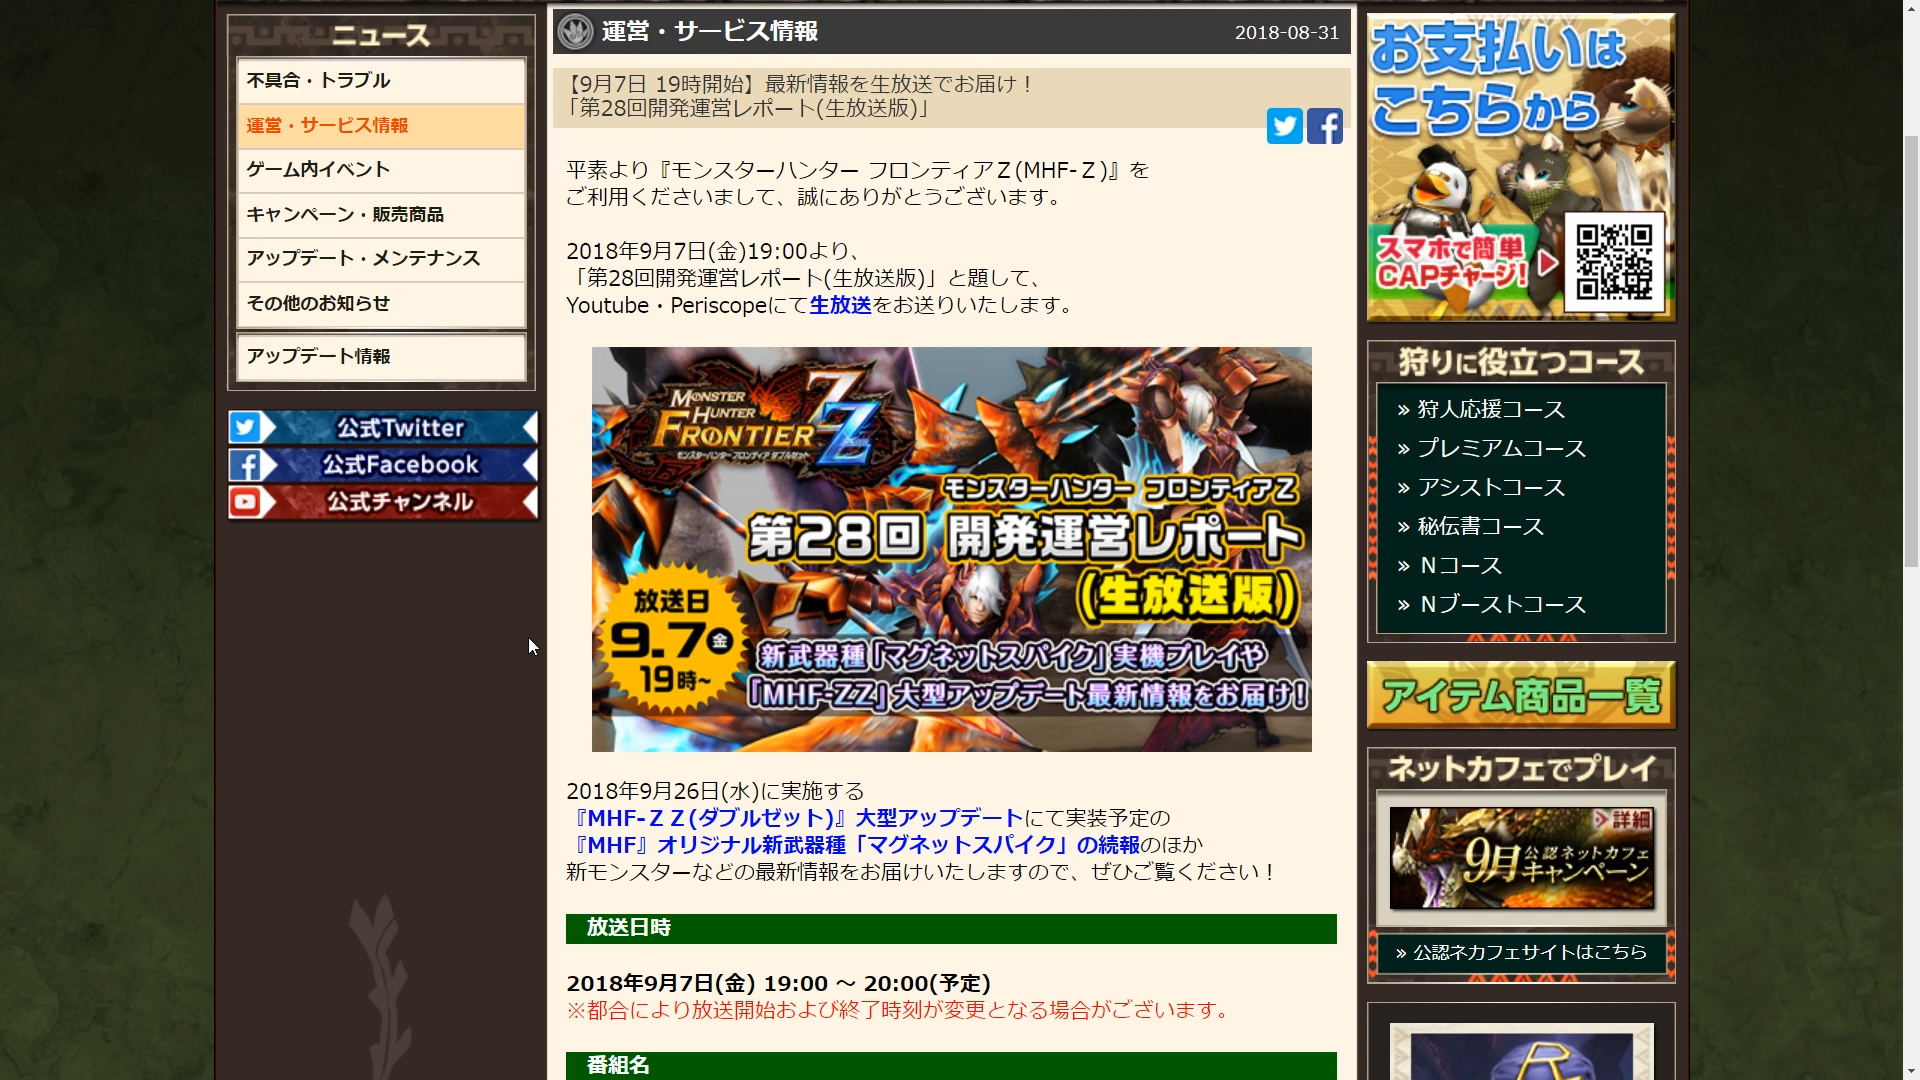 ニュース
不具合・トラブル
運営・サービス情報
ゲーム内イベント
キャンペーン・販売商品
アップデート・メンテナンス
その他のお知らせ
アップデート情報
公式Twitter
公式Facebook
公式チャンネル
運営・サービス情報
2018-08-31
【9月7日 19時開始】最新情報を生放送でお届け！
「第28回開発運営レポート(生放送版)」
平素より『モンスターハンター フロンティアＺ(MHF-Ｚ)』を
ご利用くださいまして、誠にありがとうございます。
2018年9月7日(金)19:00より、
「第28回開発運営レポート(生放送版)」と題して、
Youtube・Periscopeにて生放送をお送りいたします。
MONSTER
HUNTER
FRONTIER ZZ
モンスターハンター フロンティア ダブルゼット
モンスターハンター フロンティアZ
第28回 開発運営レポート
(生放送版)
放送日
9.7金
19時~
新武器種「マグネットスパイク」実機プレイや
「MHF-ZZ」大型アップデート最新情報をお届け!
2018年9月26日(水)に実施する
『MHF-ＺＺ(ダブルゼット)』大型アップデートにて実装予定の
『MHF』オリジナル新武器種「マグネットスパイク」の続報のほか
新モンスターなどの最新情報をお届けいたしますので、ぜひご覧ください！
放送日時
2018年9月7日(金) 19:00 ～ 20:00(予定)
※都合により放送開始および終了時刻が変更となる場合がございます。
番組名
お支払いは
こちらから
スマホで簡単
CAPチャージ!
狩りに役立つコース
» 狩人応援コース
» プレミアムコース
» アシストコース
» 秘伝書コース
» Ｎコース
» Ｎブーストコース
アイテム商品一覧
ネットカフェでプレイ
詳細
9月公認ネットカフェ
キャンペーン
» 公認ネカフェサイトはこちら